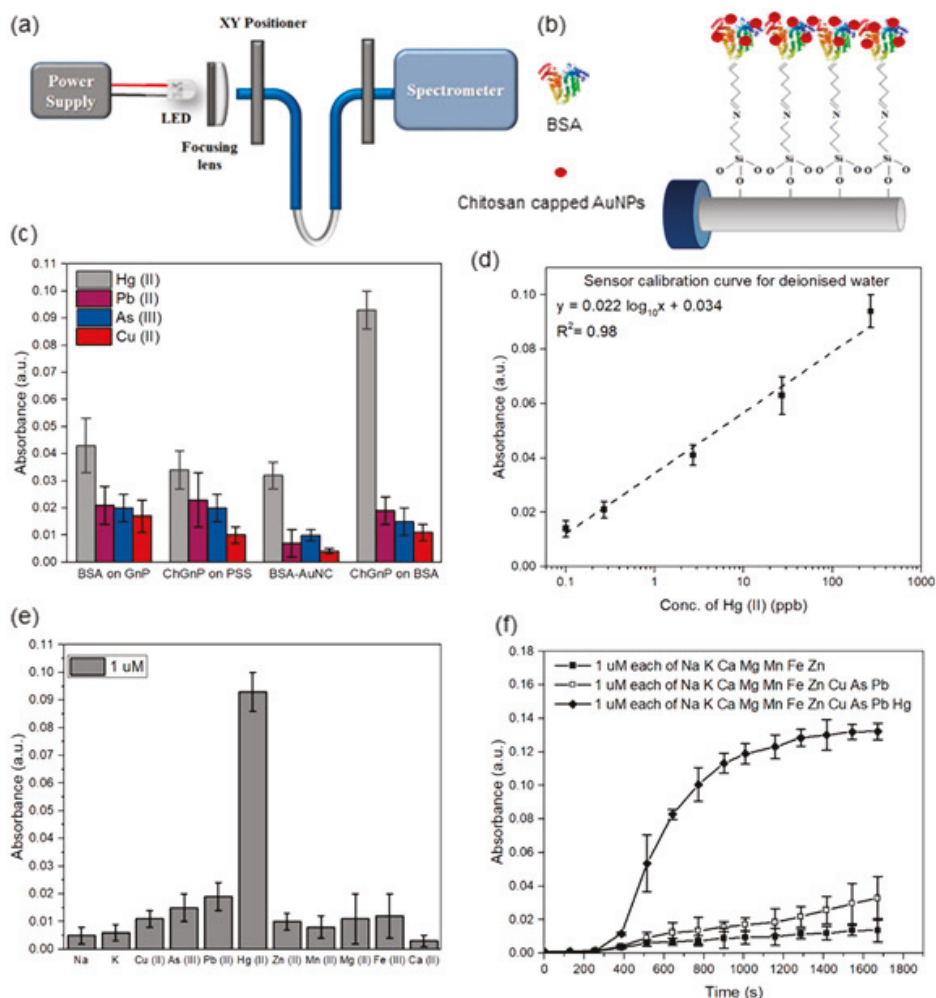 (a)
XY Positioner
Power
Supply
LED
Focusing
lens
Spectrometer
(b)
BSA
Chitosan capped AuNPs
N
N
N
N
Si
Si
Si
Si
O
O
O
O
O
O
O
O
O
O
O
O
(c)
Absorbance (a.u.)
0.11
0.10
0.09
0.08
0.07
0.06
0.05
0.04
0.03
0.02
0.01
0.00
Hg (II)
Pb (II)
As (III)
Cu (II)
BSA on GnP
ChGnP on PSS
BSA-AuNC
ChGnP on BSA
(d)
Sensor calibration curve for deionised water
y = 0.022 log₁₀x + 0.034
R²= 0.98
Absorbance (a.u.)
0.10
0.08
0.06
0.04
0.02
0.00
0.1
1
10
100
1000
Conc. of Hg (II) (ppb)
(e)
1 uM
Absorbance (a.u.)
0.11
0.10
0.09
0.08
0.07
0.06
0.05
0.04
0.03
0.02
0.01
0.00
Na
K
Cu (II)
As (III)
Pb (II)
Hg (II)
Zn (II)
Mn (II)
Mg (II)
Fe (III)
Ca (II)
(f)
1 uM each of Na K Ca Mg Mn Fe Zn
1 uM each of Na K Ca Mg Mn Fe Zn Cu As Pb
1 uM each of Na K Ca Mg Mn Fe Zn Cu As Pb Hg
Absorbance (a.u.)
0.18
0.16
0.14
0.12
0.10
0.08
0.06
0.04
0.02
0.00
0
200
400
600
800
1000
1200
1400
1600
1800
Time (s)